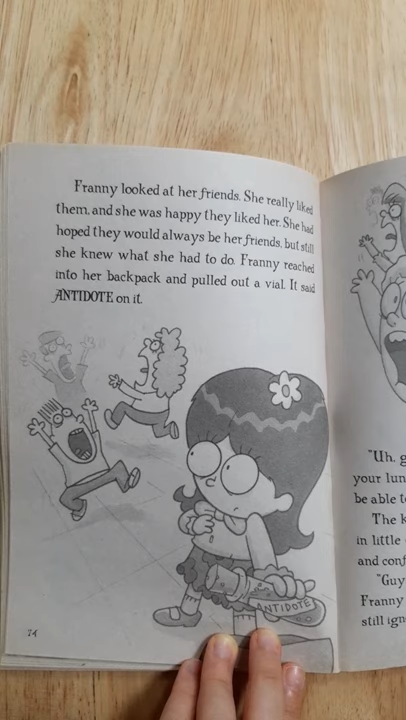 Franny looked at her friends. She really liked
them, and she was happy they liked her. She had
hoped they would always be her friends, but still
she knew what she had to do. Franny reached
into her backpack and pulled out a vial. It said
ANTIDOTE on it.
ANTIDOTE
74
"Uh, g
your lun
be able t
The k
in little
and conf
"Guy
Franny
still ign